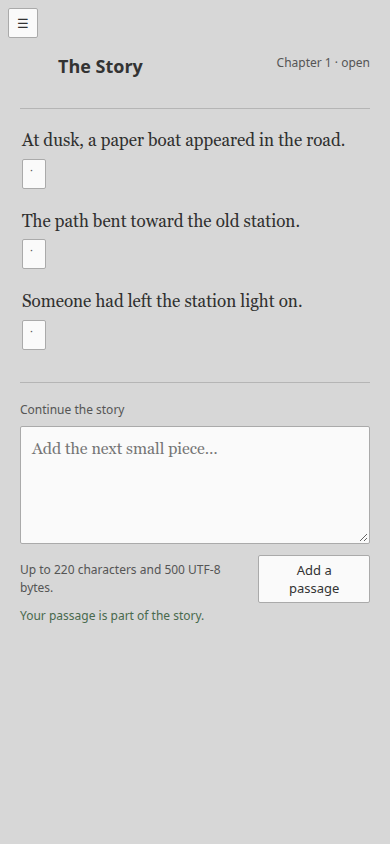 ☰
The Story
Chapter 1 · open
At dusk, a paper boat appeared in the road.
·
The path bent toward the old station.
·
Someone had left the station light on.
·
Continue the story
Add the next small piece...
Up to 220 characters and 500 UTF-8
bytes.
Add a
passage
Your passage is part of the story.